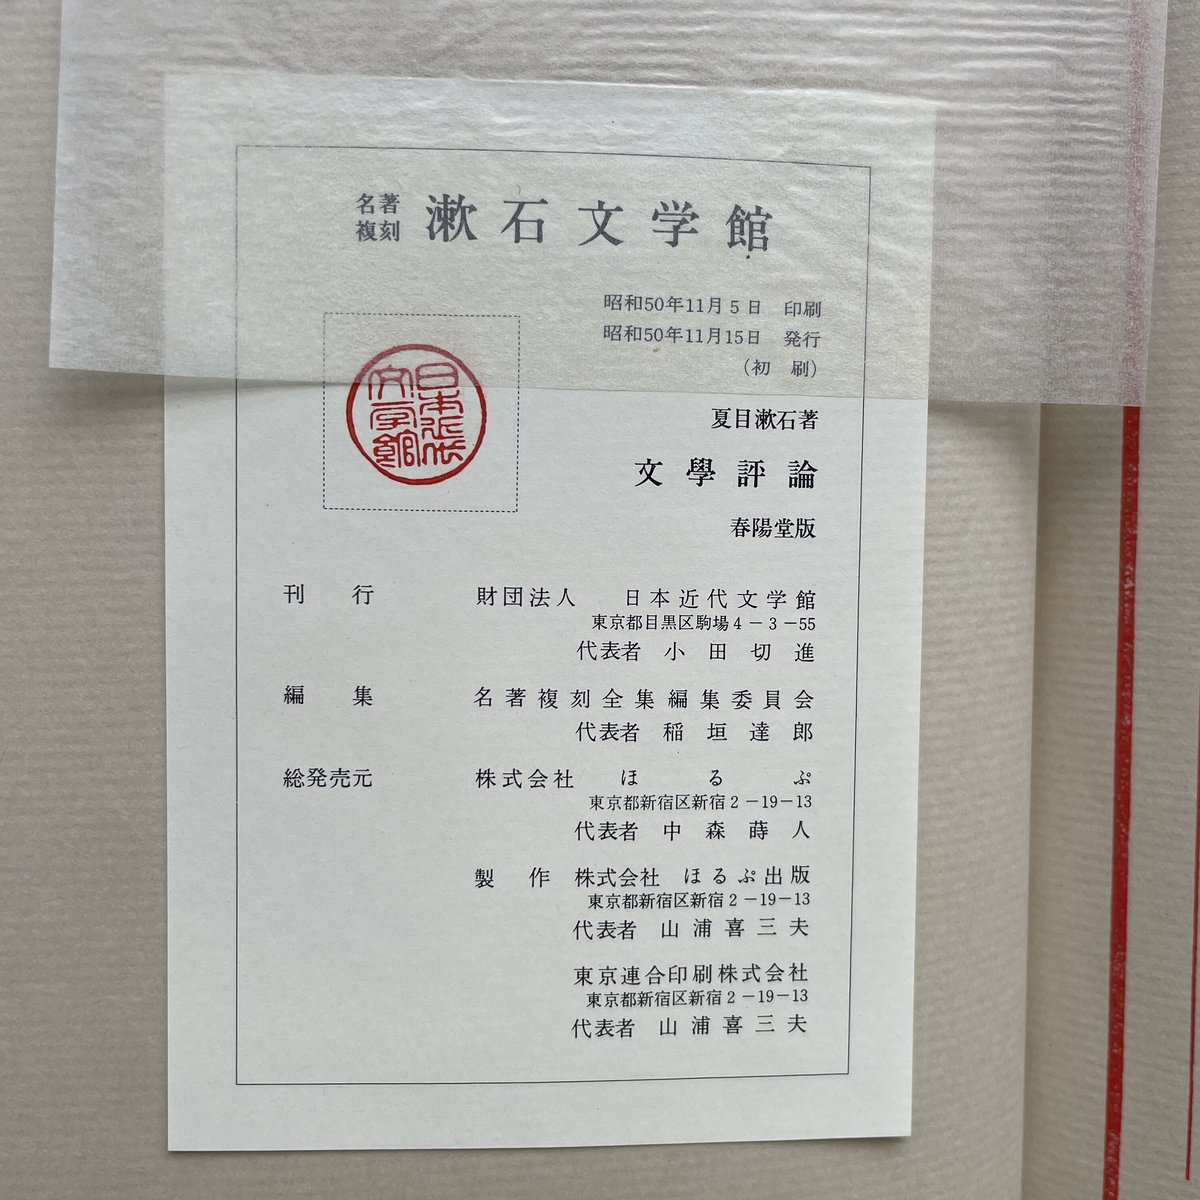 名著
複刻
漱石文学館
昭和50年11月5日 印刷
昭和50年11月15日 発行
(初 刷)
日本近代
文学館
夏目漱石著
文學評論
春陽堂版
刊 行 財団法人 日本近代文学館
東京都目黒区駒場4-3-55
代表者 小田切進
編 集 名著複刻全集編集委員会
代表者 稲垣達郎
総発売元 株式会社 ほるぷ
東京都新宿区新宿2-19-13
代表者 中森蒔人
製 作 株式会社 ほるぷ出版
東京都新宿区新宿2-19-13
代表者 山浦喜三夫
東京連合印刷株式会社
東京都新宿区新宿2-19-13
代表者 山浦喜三夫